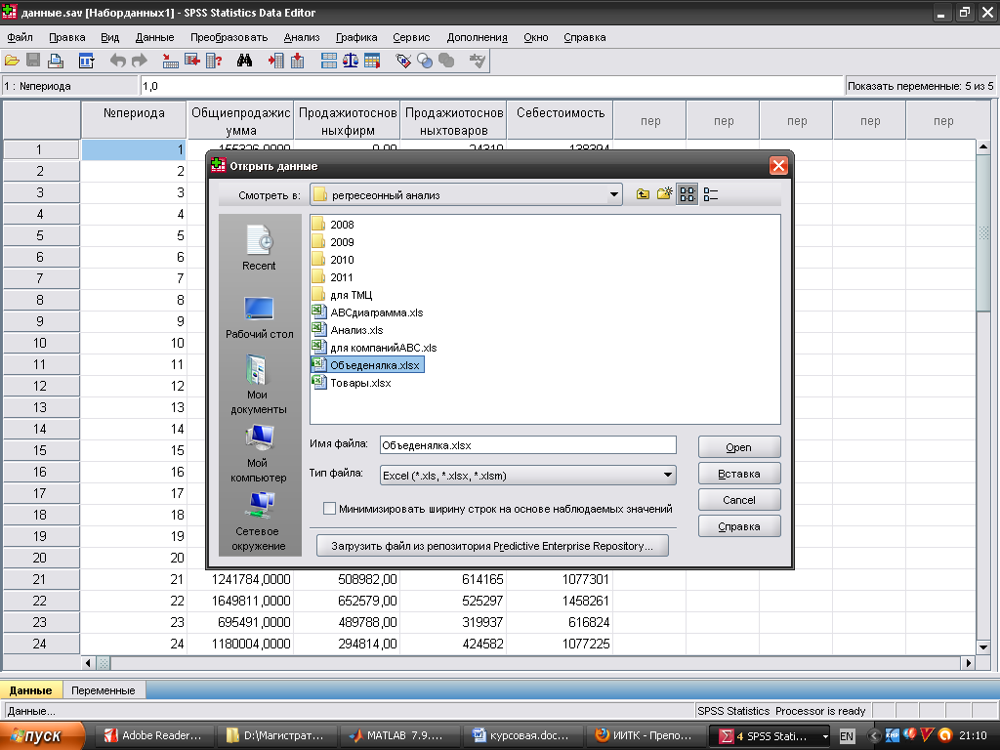 данные.sav [Наборданных1] - SPSS Statistics Data Editor
Файл Правка Вид Данные Преобразовать Анализ Графика Сервис Дополнения Окно Справка
1 : №периода 1,0 Показать переменные: 5 из 5
№периода Общиепродажисумма Продажиотосновныхфирм Продажиотосновныхтоваров Себестоимость пер пер пер пер пер
1 1 155326,0000 0,00 24310 138394
2 2
3 3
4 4
5 5
6 6
7 7
8 8
9 9
10 10
11 11
12 12
13 13
14 14
15 15
16 16
17 17
18 18
19 19
20 20
21 21 1241784,0000 508982,00 614165 1077301
22 22 1649811,0000 652579,00 525297 1458261
23 23 695491,0000 489788,00 319937 616824
24 24 1180004,0000 294814,00 424582 1077225
Открыть данные
Смотреть в: регресеонный анализ
Recent
Рабочий стол
Мои документы
Мой компьютер
Сетевое окружение
2008
2009
2010
2011
для ТМЦ
ABCдиаграмма.xls
Анализ.xls
для компанийABC.xls
Объеденялка.xlsx
Товары.xlsx
Имя файла: Объеденялка.xlsx
Тип файла: Excel (*.xls, *.xlsx, *.xlsm)
Минимизировать ширину строк на основе наблюдаемых значений
Загрузить файл из репозитория Predictive Enterprise Repository...
Open
Вставка
Cancel
Справка
Данные Переменные
Данные... SPSS Statistics Processor is ready
пуск Adobe Reader... D:\Магистрат... MATLAB 7.9.... курсовая.doc... ИИТК - Препо... 4 SPSS Stati... EN 21:10